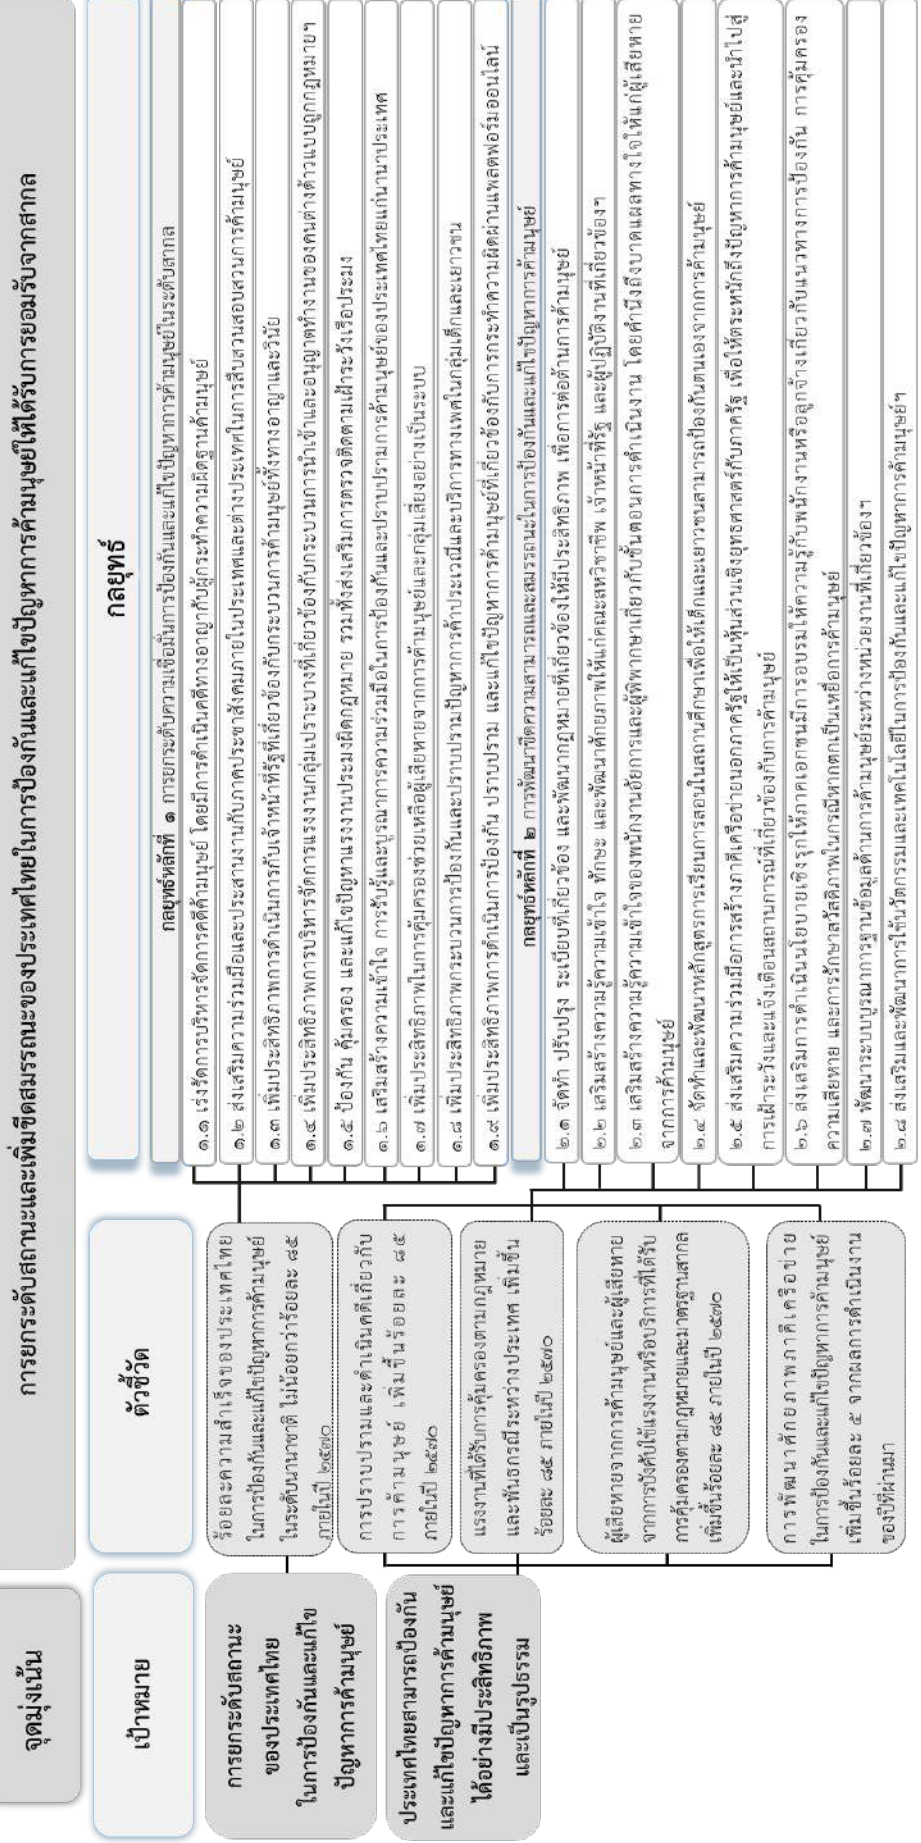 จุดมุ่งเน้น
การยกระดับสถานะและเพิ่มขีดสมรรถนะของประเทศไทยในการป้องกันและแก้ไขปัญหาการค้ามนุษย์ให้ได้รับการยอมรับจากสากล
เป้าหมาย
ตัวชี้วัด
กลยุทธ์
การยกระดับสถานะ
ของประเทศไทย
ในการป้องกันและแก้ไข
ปัญหาการค้ามนุษย์
ประเทศไทยสามารถป้องกัน
และแก้ไขปัญหาการค้ามนุษย์
ได้อย่างมีประสิทธิภาพ
และเป็นรูปธรรม
ร้อยละความสำเร็จของประเทศไทย
ในการป้องกันและแก้ไขปัญหาการค้ามนุษย์
ในระดับนานาชาติ ไม่น้อยกว่าร้อยละ ๘๕
ภายในปี ๒๕๗๐
การปราบปรามและดำเนินคดีเกี่ยวกับ
การค้ามนุษย์ เพิ่มขึ้นร้อยละ ๘๕
ภายในปี ๒๕๗๐
แรงงานที่ได้รับการคุ้มครองตามกฎหมาย
และพันธกรณีระหว่างประเทศ เพิ่มขึ้น
ร้อยละ ๘๕ ภายในปี ๒๕๗๐
ผู้เสียหายจากการค้ามนุษย์และผู้เสียหาย
จากการบังคับใช้แรงงานหรือบริการที่ได้รับ
การคุ้มครองตามกฎหมายและมาตรฐานสากล
เพิ่มขึ้นร้อยละ ๘๕ ภายในปี ๒๕๗๐
การพัฒนาศักยภาพภาคีเครือข่าย
ในการป้องกันและแก้ไขปัญหาการค้ามนุษย์
เพิ่มขึ้นร้อยละ ๕ จากผลการดำเนินงาน
ของปีที่ผ่านมา
กลยุทธ์หลักที่ ๑ การยกระดับความเชื่อมั่นการป้องกันและแก้ไขปัญหาการค้ามนุษย์ในระดับสากล
๑.๑ เร่งรัดการบริหารจัดการคดีค้ามนุษย์ โดยมีการดำเนินคดีทางอาญากับผู้กระทำความผิดฐานค้ามนุษย์
๑.๒ ส่งเสริมความร่วมมือและประสานงานกับภาคประชาสังคมภายในประเทศและต่างประเทศในการสืบสวนสอบสวนการค้ามนุษย์
๑.๓ เพิ่มประสิทธิภาพการดำเนินการกับเจ้าหน้าที่รัฐที่เกี่ยวข้องกับกระบวนการค้ามนุษย์ทั้งทางอาญาและวินัย
๑.๔ เพิ่มประสิทธิภาพการบริหารจัดการแรงงานกลุ่มเปราะบางที่เกี่ยวข้องกับกระบวนการนำเข้าและอนุญาตทำงานของคนต่างด้าวแบบถูกกฎหมายฯ
๑.๕ ป้องกัน คุ้มครอง และแก้ไขปัญหาแรงงานประมงผิดกฎหมาย รวมทั้งส่งเสริมการตรวจติดตามเฝ้าระวังเรือประมง
๑.๖ เสริมสร้างความเข้าใจ การรับรู้และบูรณาการความร่วมมือในการป้องกันและปราบปรามการค้ามนุษย์ของประเทศไทยแก่นานาประเทศ
๑.๗ เพิ่มประสิทธิภาพในการคุ้มครองช่วยเหลือผู้เสียหายจากการค้ามนุษย์และกลุ่มเสี่ยงอย่างเป็นระบบ
๑.๘ เพิ่มประสิทธิภาพกระบวนการป้องกันและปราบปรามปัญหาการค้าประเวณีและบริการทางเพศในกลุ่มเด็กและเยาวชน
๑.๙ เพิ่มประสิทธิภาพการดำเนินการป้องกัน ปราบปราม และแก้ไขปัญหาการค้ามนุษย์ที่เกี่ยวข้องกับการกระทำความผิดผ่านแพลตฟอร์มออนไลน์
กลยุทธ์หลักที่ ๒ การพัฒนาขีดความสามารถและสมรรถนะในการป้องกันและแก้ไขปัญหาการค้ามนุษย์
๒.๑ จัดทำ ปรับปรุง ระเบียบที่เกี่ยวข้อง และพัฒนากฎหมายที่เกี่ยวข้องให้มีประสิทธิภาพ เพื่อการต่อต้านการค้ามนุษย์
๒.๒ เสริมสร้างความรู้ความเข้าใจ ทักษะ และพัฒนาศักยภาพให้แก่คณะสหวิชาชีพ เจ้าหน้าที่รัฐ และผู้ปฏิบัติงานที่เกี่ยวข้องฯ
๒.๓ เสริมสร้างความรู้ความเข้าใจของพนักงานอัยการและผู้พิพากษาเกี่ยวกับขั้นตอนการดำเนินงาน โดยคำนึงถึงบาดแผลทางใจให้แก่ผู้เสียหาย
จากการค้ามนุษย์
๒.๔ จัดทำและพัฒนาหลักสูตรการเรียนการสอนในสถานศึกษาเพื่อให้เด็กและเยาวชนสามารถป้องกันตนเองจากการค้ามนุษย์
๒.๕ ส่งเสริมความร่วมมือการสร้างภาคีเครือข่ายนอกภาครัฐให้เป็นหุ้นส่วนเชิงยุทธศาสตร์กับภาครัฐ เพื่อให้ตระหนักถึงปัญหาการค้ามนุษย์และนำไปสู่
การเฝ้าระวังและแจ้งเตือนสถานการณ์ที่เกี่ยวข้องกับการค้ามนุษย์
๒.๖ ส่งเสริมการดำเนินนโยบายเชิงรุกให้ภาคเอกชนมีการอบรมให้ความรู้กับพนักงานหรือลูกจ้างเกี่ยวกับแนวทางการป้องกัน การคุ้มครอง
ความเสียหาย และการรักษาสวัสดิภาพในกรณีหากตกเป็นเหยื่อการค้ามนุษย์
๒.๗ พัฒนาระบบบูรณาการฐานข้อมูลด้านการค้ามนุษย์ระหว่างหน่วยงานที่เกี่ยวข้องฯ
๒.๘ ส่งเสริมและพัฒนาการใช้นวัตกรรมและเทคโนโลยีในการป้องกันและแก้ไขปัญหาการค้ามนุษย์ฯ